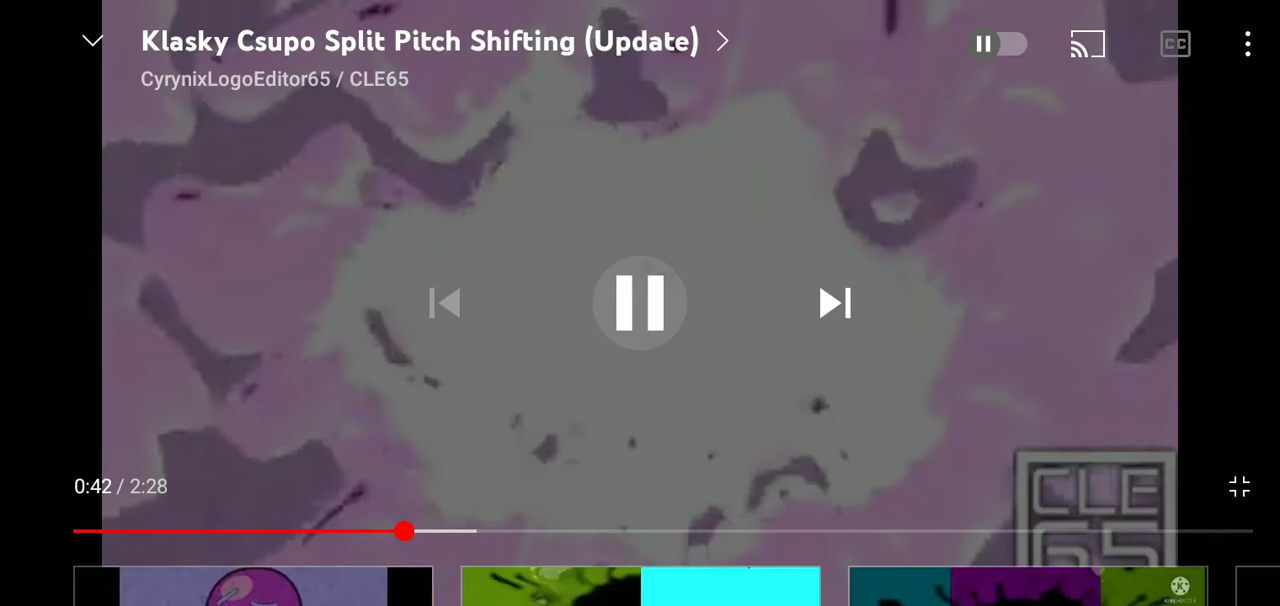 Klasky Csupo Split Pitch Shifting (Update)
CyrynixLogoEditor65 / CLE65
CC
0:42 / 2:28
CLE
65